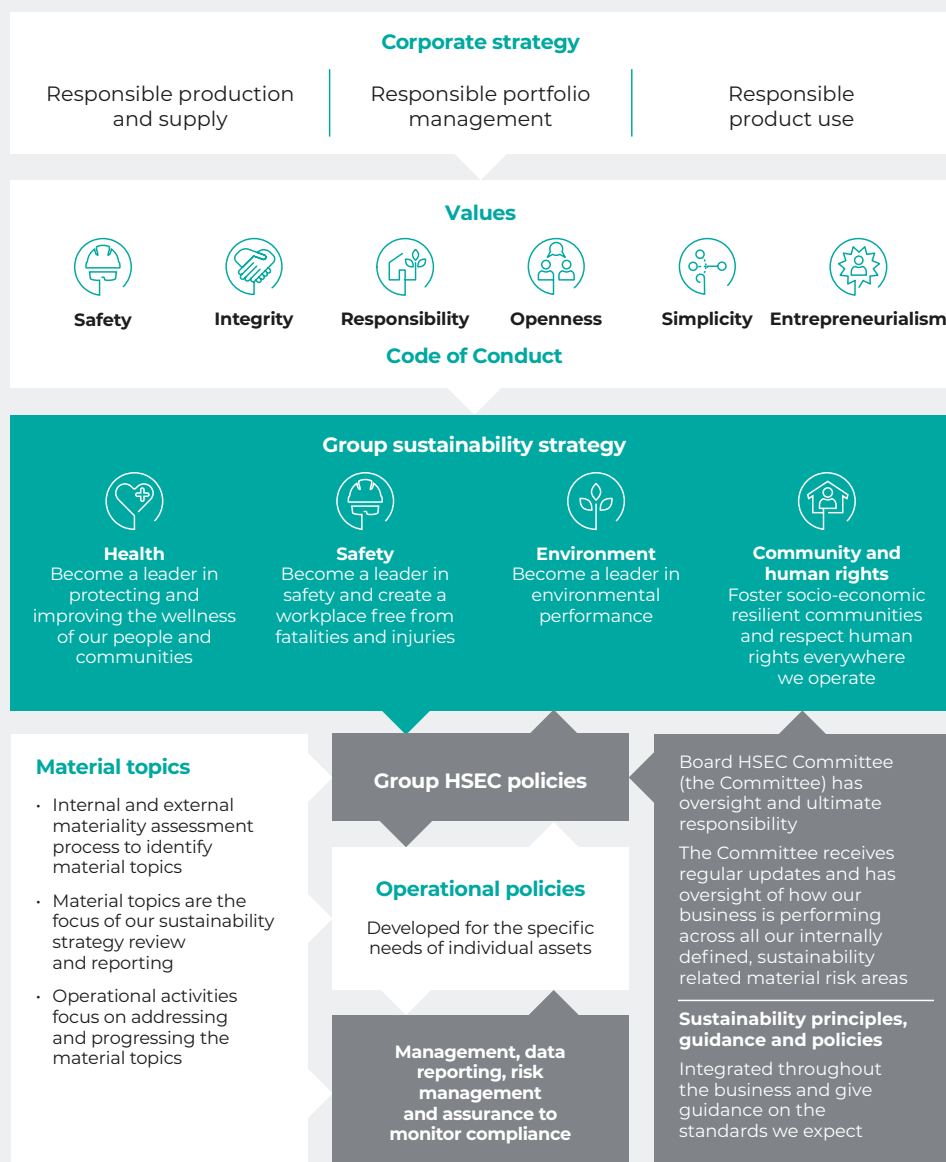 Corporate strategy
Responsible production
and supply
Responsible portfolio
management
Responsible
product use
Values
Safety
Integrity
Responsibility
Openness
Simplicity
Entrepreneurialism
Code of Conduct
Group sustainability strategy
Health
Become a leader in
protecting and
improving the wellness
of our people and
communities
Safety
Become a leader in
safety and create a
workplace free from
fatalities and injuries
Environment
Become a leader in
environmental
performance
Community and
human rights
Foster socio-economic
resilient communities
and respect human
rights everywhere
we operate
Material topics
• Internal and external
materiality assessment
process to identify
material topics
• Material topics are the
focus of our sustainability
strategy review
and reporting
• Operational activities
focus on addressing
and progressing the
material topics
Group HSEC policies
Operational policies
Developed for the specific
needs of individual assets
Management, data
reporting, risk
management
and assurance to
monitor compliance
Board HSEC Committee
(the Committee) has
oversight and ultimate
responsibility
The Committee receives
regular updates and has
oversight of how our
business is performing
across all our internally
defined, sustainability
related material risk areas
Sustainability principles,
guidance and policies
Integrated throughout
the business and give
guidance on the
standards we expect